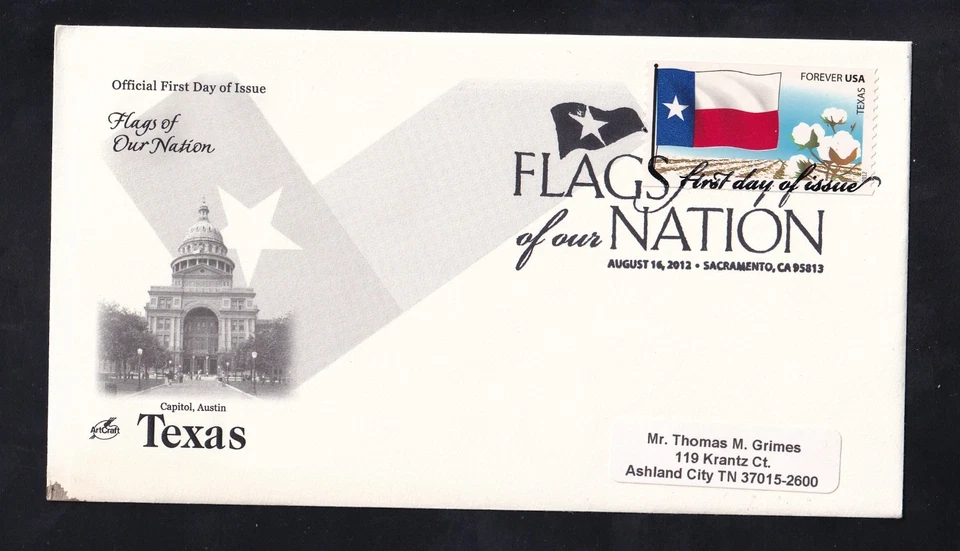 Official First Day of Issue
Flags of
Our Nation
Capitol, Austin
ArtCraft
Texas
FOREVER USA
TEXAS
FLAGS
first day of issue
of our NATION
AUGUST 16, 2012 • SACRAMENTO, CA 95813
Mr. Thomas M. Grimes
119 Krantz Ct.
Ashland City TN 37015-2600